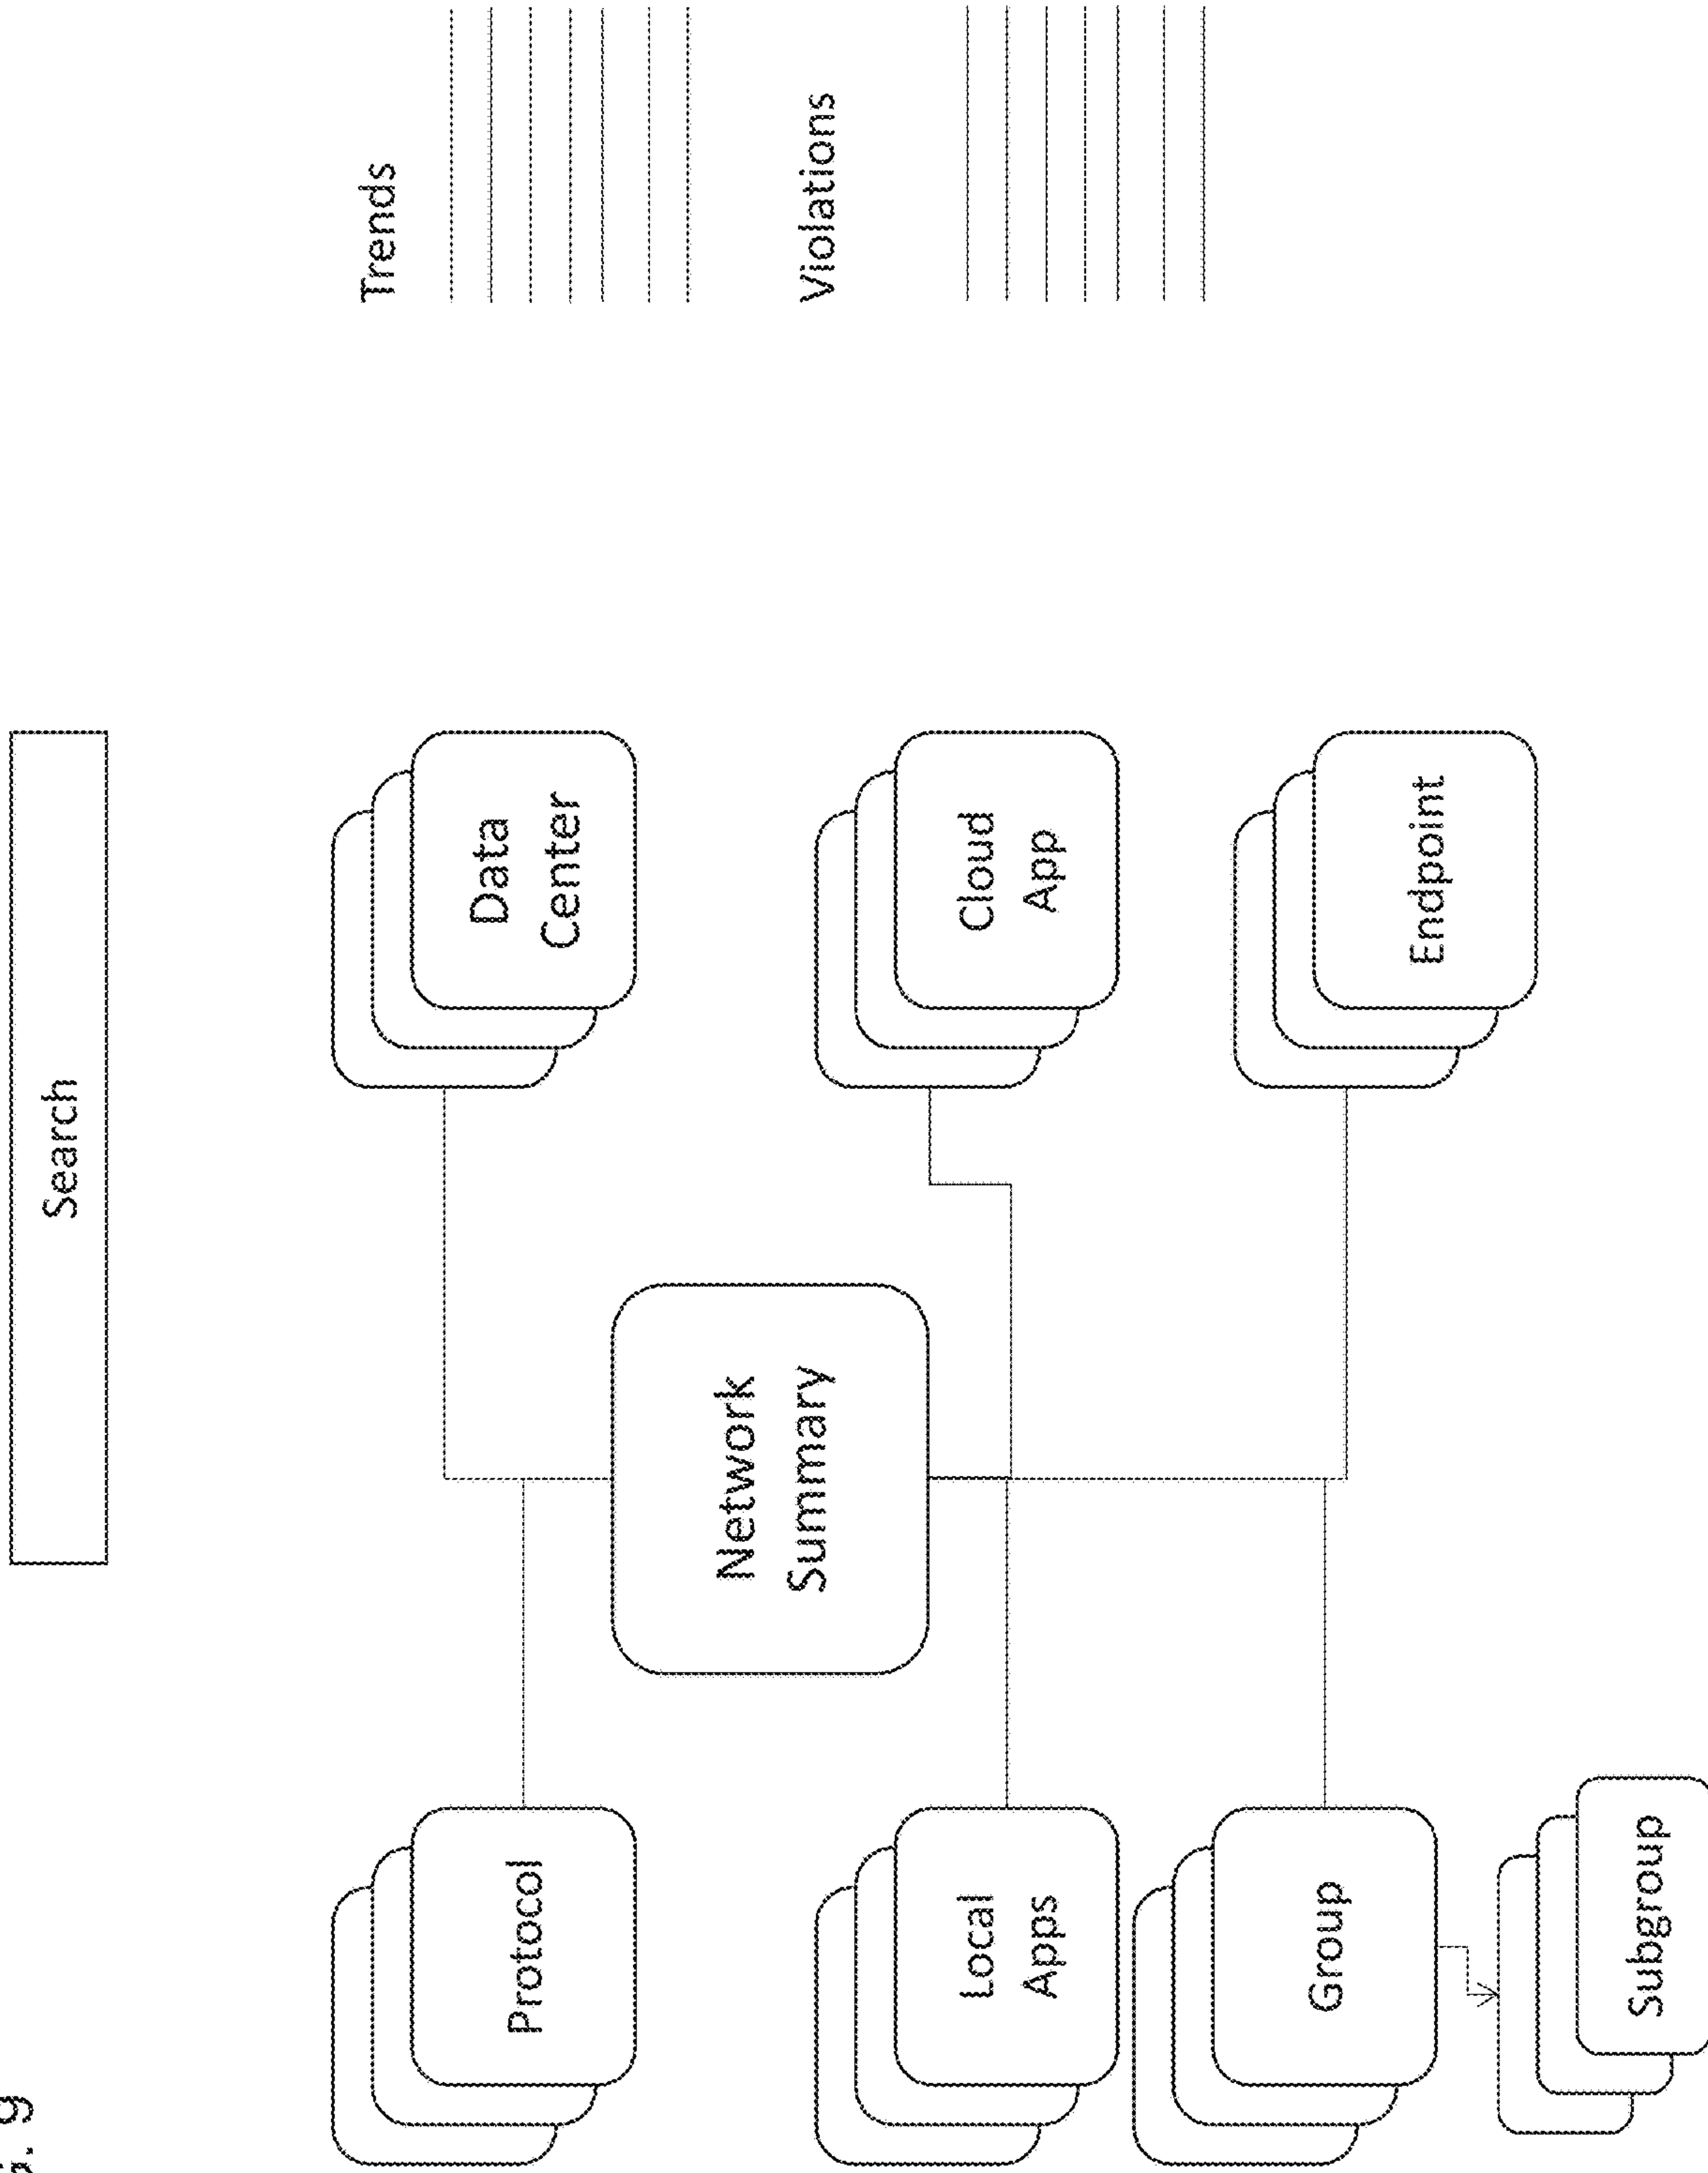 Search
Trends
Protocol
Data
Center
Network
Summary
Violations
Local
Apps
Cloud
App
Group
Endpoint
Subgroup